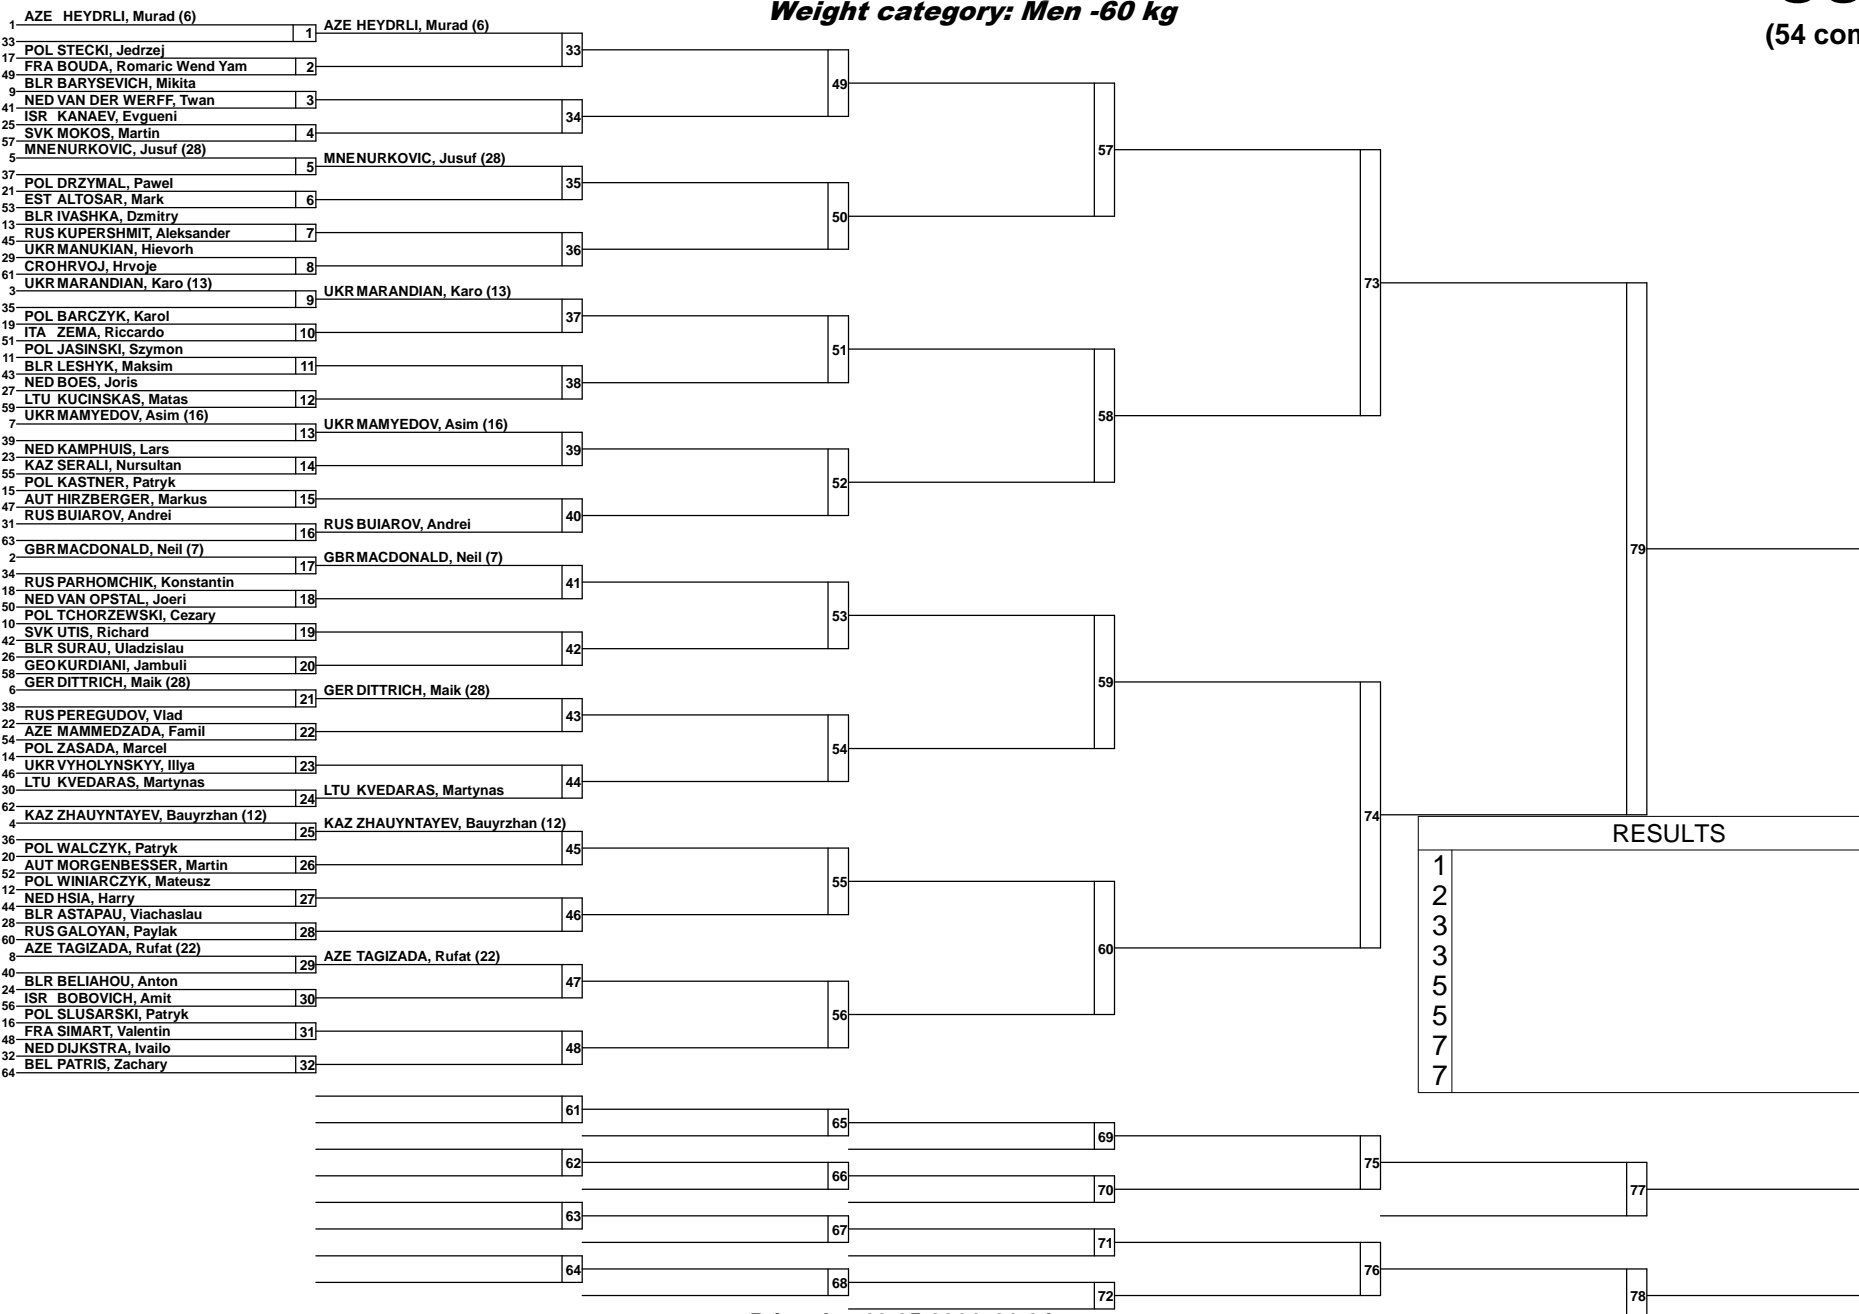 Weight category: Men -60 kg
(54 con
1 AZE HEYDRLI, Murad (6)
33 1 AZE HEYDRLI, Murad (6)
17 POL STECKI, Jedrzej
49 FRA BOUDA, Romaric Wend Yam 2
9 BLR BARYSEVICH, Mikita
41 NED VAN DER WERFF, Twan 3
25 ISR KANAEV, Evgueni
57 SVK MOKOS, Martin 4
5 MNE NURKOVIC, Jusuf (28)
37 5 MNE NURKOVIC, Jusuf (28)
21 POL DRZYMAL, Pawel
53 EST ALTOSAR, Mark 6
13 BLR IVASHKA, Dzmitry
45 RUS KUPERSHMIT, Aleksander 7
29 UKR MANUKIAN, Hievorh
61 CRO HRVOJ, Hrvoje 8
3 UKR MARANDIAN, Karo (13)
35 9 UKR MARANDIAN, Karo (13)
19 POL BARCZYK, Karol
51 ITA ZEMA, Riccardo 10
11 POL JASINSKI, Szymon
43 BLR LESHYK, Maksim 11
27 NED BOES, Joris
59 LTU KUCINSKAS, Matas 12
7 UKR MAMYEDOV, Asim (16)
39 13 UKR MAMYEDOV, Asim (16)
23 NED KAMPHUIS, Lars
55 KAZ SERALI, Nursultan 14
15 POL KASTNER, Patryk
47 AUT HIRZBERGER, Markus 15
31 RUS BUIAROV, Andrei
63 16 RUS BUIAROV, Andrei
2 GBR MACDONALD, Neil (7)
34 17 GBR MACDONALD, Neil (7)
18 RUS PARHOMCHIK, Konstantin
50 NED VAN OPSTAL, Joeri 18
10 POL TCHORZEWSKI, Cezary
42 SVK UTIS, Richard 19
26 BLR SURAU, Uladzislau
58 GEO KURDIANI, Jambuli 20
6 GER DITTRICH, Maik (28)
38 21 GER DITTRICH, Maik (28)
22 RUS PEREGUDOV, Vlad
54 AZE MAMMEDZADA, Famil 22
14 POL ZASADA, Marcel
46 UKR VYHOLYNSKYY, Illya 23
30 LTU KVEDARAS, Martynas
62 24 LTU KVEDARAS, Martynas
4 KAZ ZHAUYNTAYEV, Bauyrzhan (12)
36 25 KAZ ZHAUYNTAYEV, Bauyrzhan (12)
20 POL WALCZYK, Patryk
52 AUT MORGENBESSER, Martin 26
12 POL WINIARCZYK, Mateusz
44 NED HSIA, Harry 27
28 BLR ASTAPAU, Viachaslau
60 RUS GALOYAN, Paylak 28
8 AZE TAGIZADA, Rufat (22)
40 29 AZE TAGIZADA, Rufat (22)
24 BLR BELIAHOU, Anton
56 ISR BOBOVICH, Amit 30
16 POL SLUSARSKI, Patryk
48 FRA SIMART, Valentin 31
32 NED DIJKSTRA, Ivailo
64 BEL PATRIS, Zachary 32
33
34
35
36
37
38
39
40
41
42
43
44
45
46
47
48
49
50
51
52
53
54
55
56
57
58
59
60
73
74
79
RESULTS
1
2
3
3
5
5
7
7
61
62
63
64
65
66
67
68
69
70
71
72
75
76
77
78